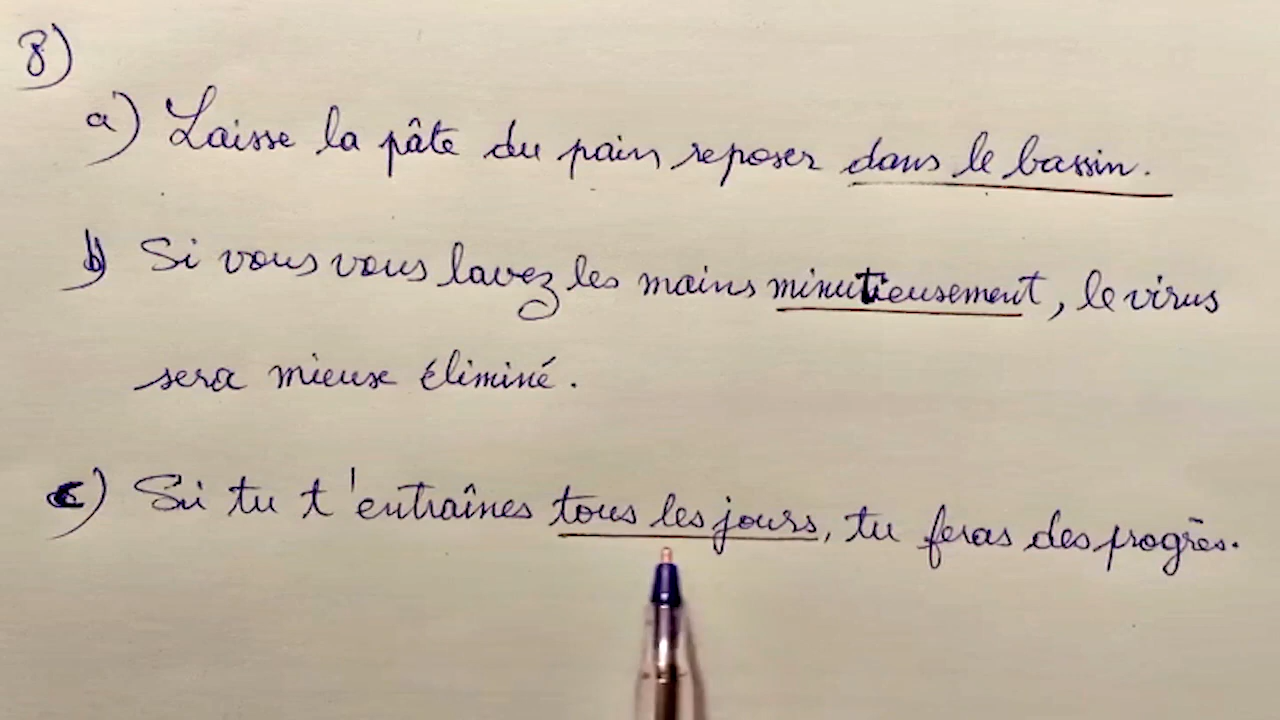 8)
a) Laisse la pâte du pain reposer dans le bassin.
b) Si vous vous lavez les mains minutieusement, le virus
sera mieux éliminé.
c) Si tu t'entraînes tous les jours, tu feras des progrès.